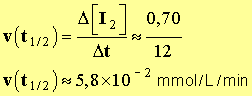 v(t1/2) = Δ[I2] / Δt ≈ 0,70 / 12
v(t1/2) ≈ 5,8×10⁻² mmol/L/min